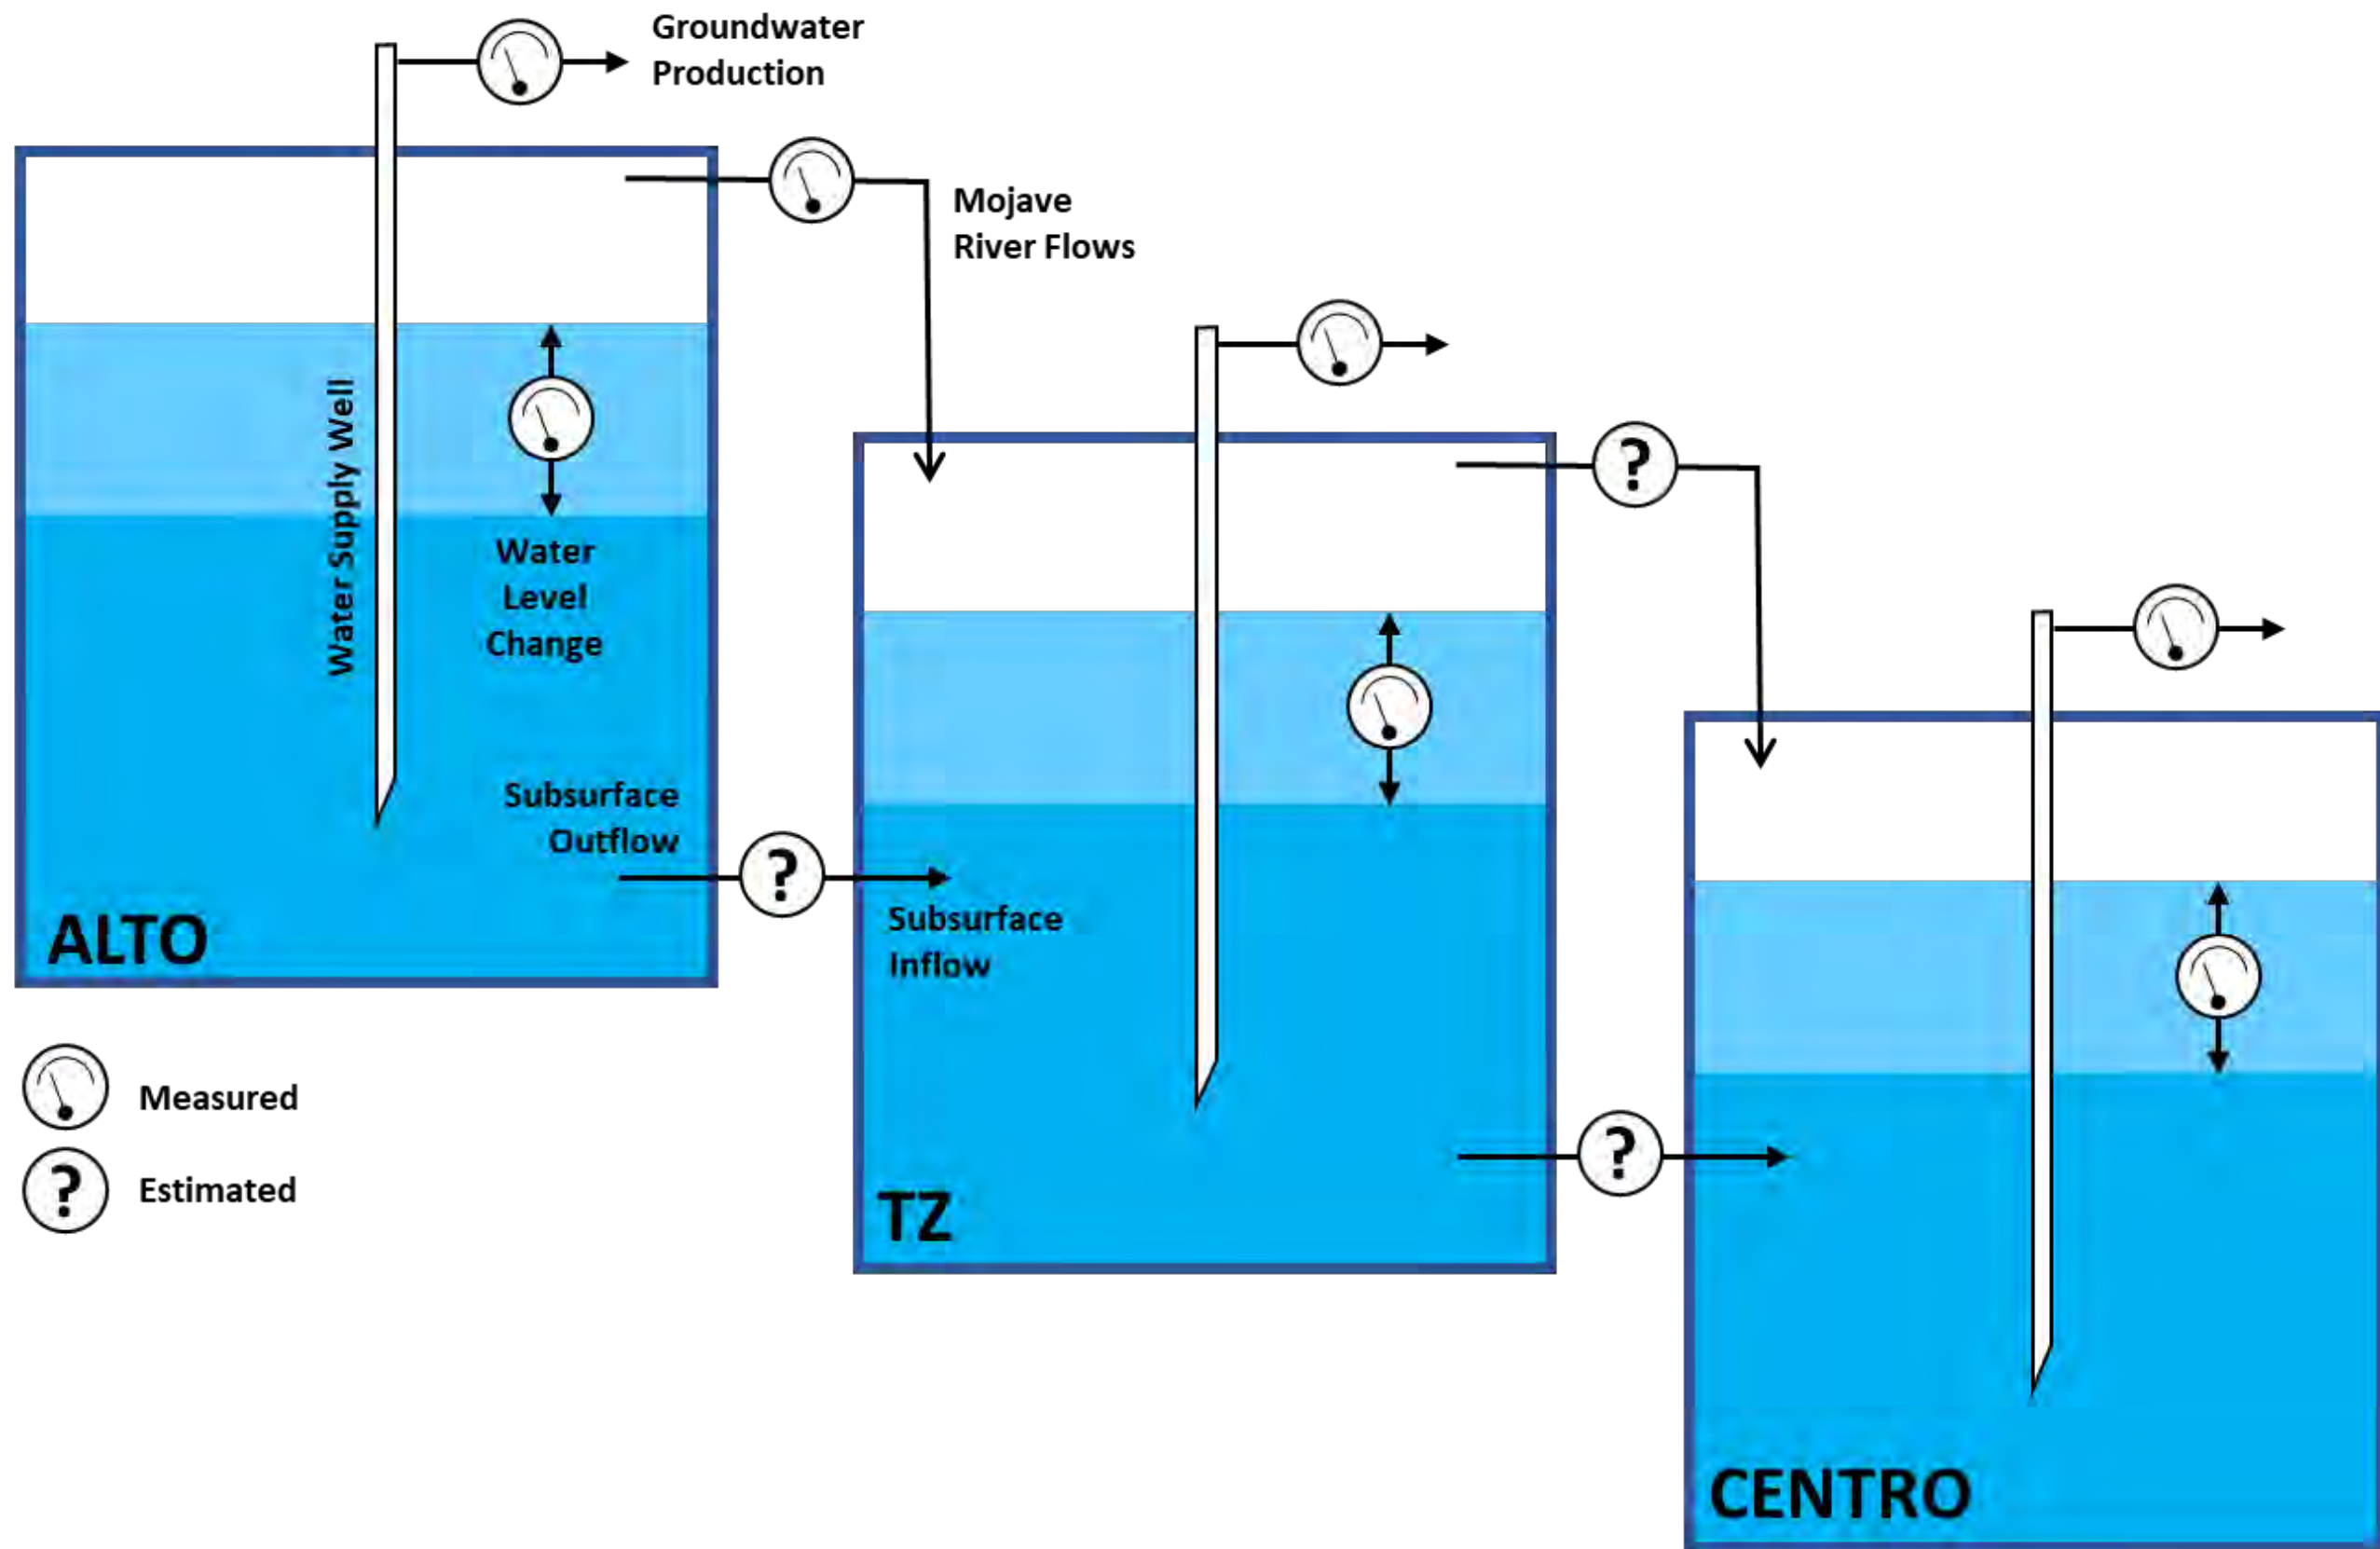 Groundwater
Production
Mojave
River Flows
Water Supply Well
Water
Level
Change
Subsurface
Outflow
ALTO
Subsurface
Inflow
TZ
?
?
?
CENTRO
Measured
?
Estimated